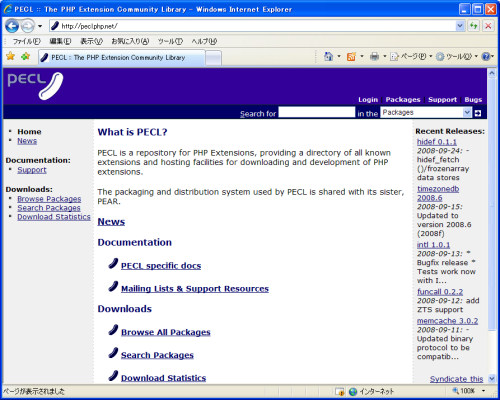 PECL :: The PHP Extension Community Library - Windows Internet Explorer
http://pecl.php.net/
ファイル(F) 編集(E) 表示(V) お気に入り(A) ツール(T) ヘルプ(H)
PECL :: The PHP Extension Community Library
ページ(P) ツール(O)
PECL
Login Packages Support Bugs
Search for in the Packages
Home
News
Documentation:
Support
Downloads:
Browse Packages
Search Packages
Download Statistics
What is PECL?
PECL is a repository for PHP Extensions, providing a directory of all known
extensions and hosting facilities for downloading and development of PHP
extensions.
The packaging and distribution system used by PECL is shared with its sister,
PEAR.
News
Documentation
PECL specific docs
Mailing Lists & Support Resources
Downloads
Browse All Packages
Search Packages
Download Statistics
Recent Releases:
hidef 0.1.1
2008-09-24: -
hidef_fetch
()/frozenarray
data stores
timezonedb
2008.6
2008-09-15:
Updated to
version 2008.6
(2008f)
intl 1.0.1
2008-09-13: *
Bugfix release *
Tests work now
with I...
funcall 0.2.2
2008-09-12: add
ZTS support
memcache 3.0.2
2008-09-11: -
Updated binary
protocol to be
compatib...
Syndicate this
ページが表示されました インターネット 100%